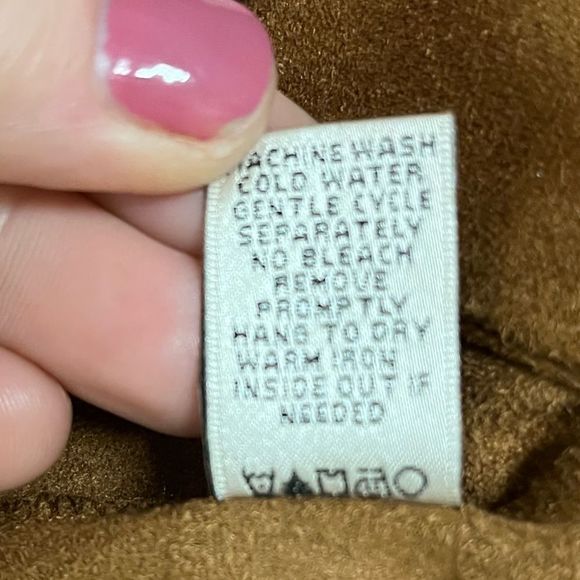 MACHINE WASH
COLD WATER
GENTLE CYCLE
SEPARATELY
NO BLEACH
REMOVE
PROMPTLY
HANG TO DRY
WARM IRON
INSIDE OUT IF
NEEDED